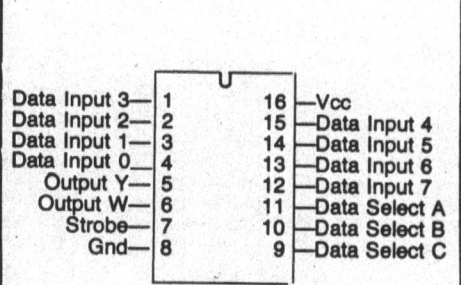 Data Input 3 1 16 Vcc
Data Input 2 2 15 Data Input 4
Data Input 1 3 14 Data Input 5
Data Input 0 4 13 Data Input 6
Output Y 5 12 Data Input 7
Output W 6 11 Data Select A
Strobe 7 10 Data Select B
Gnd 8 9 Data Select C